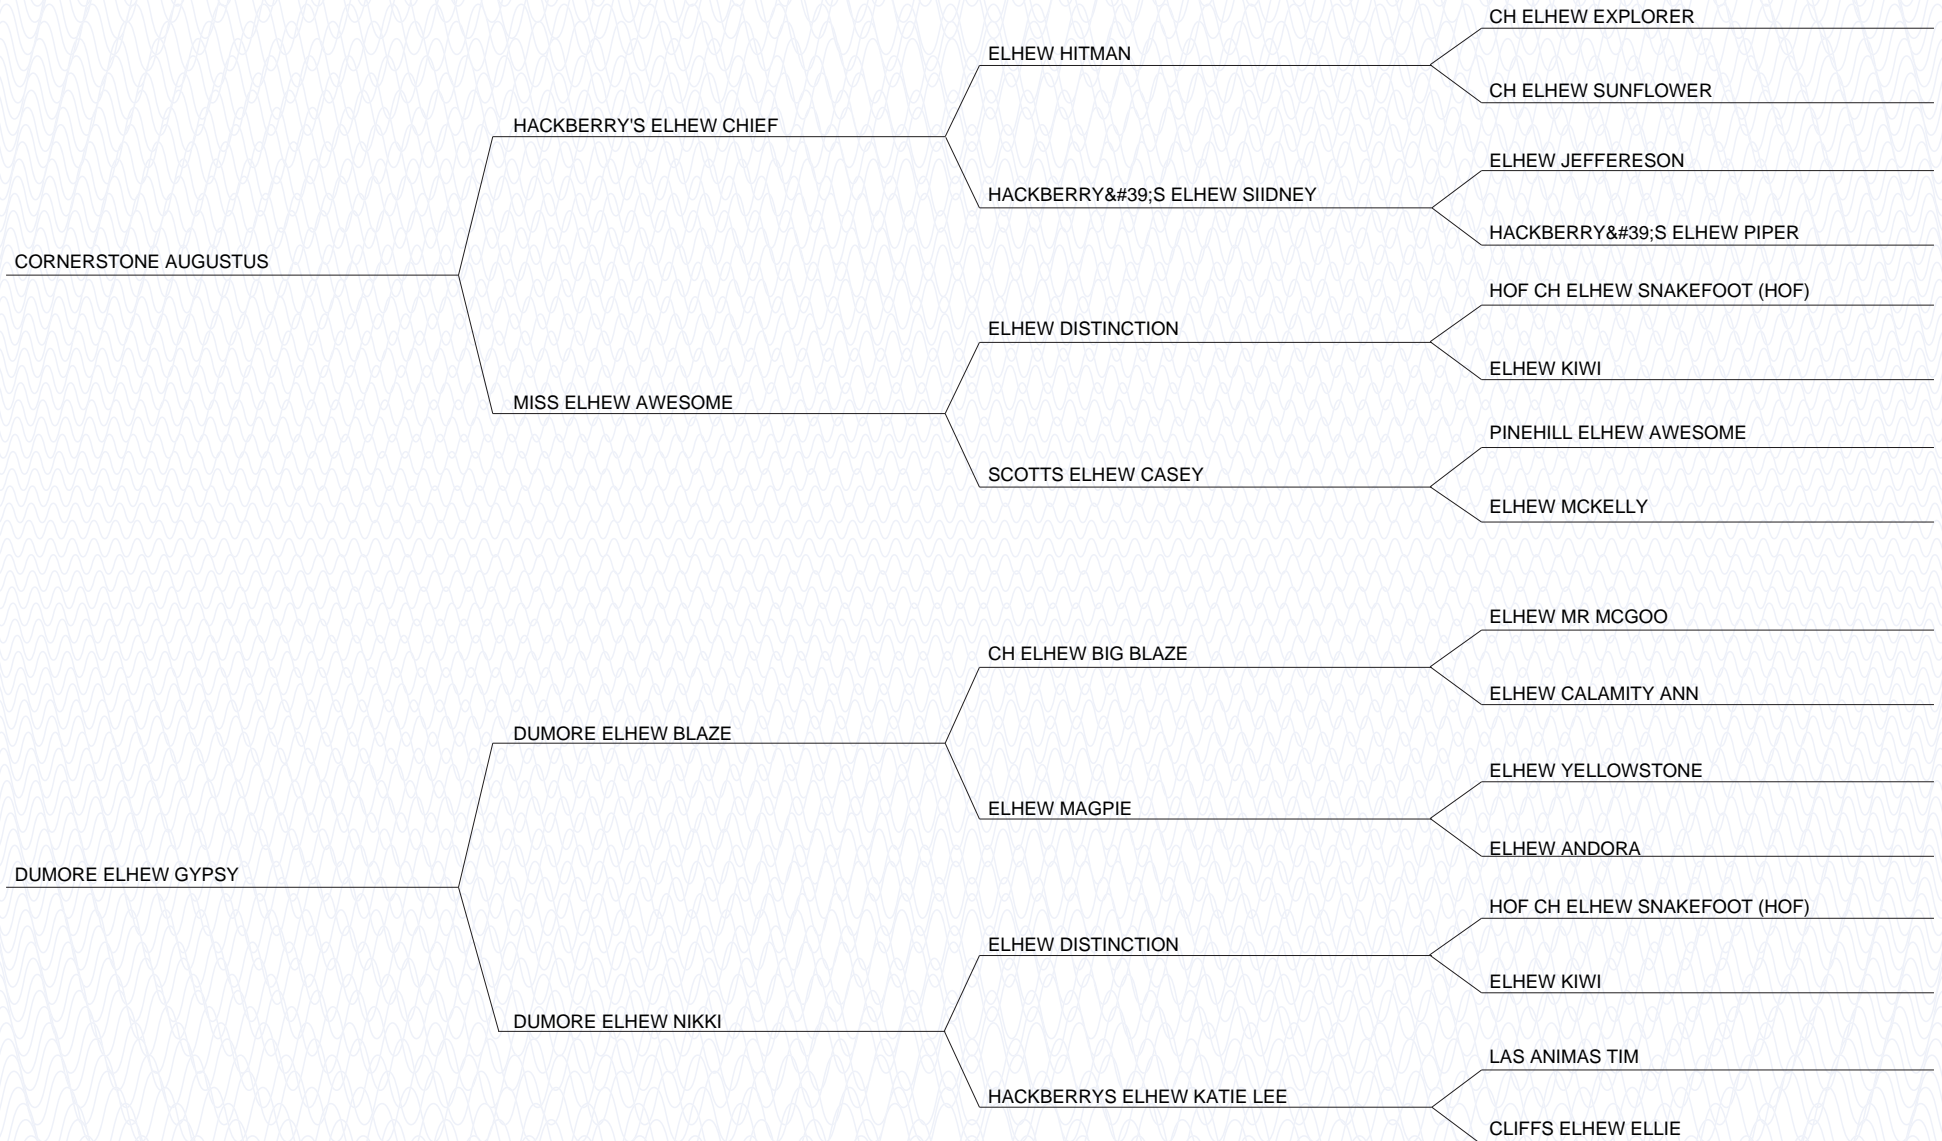 CH ELHEW EXPLORER
ELHEW HITMAN
CH ELHEW SUNFLOWER
HACKBERRY'S ELHEW CHIEF
ELHEW JEFFERESON
HACKBERRY&#39;S ELHEW SIIDNEY
HACKBERRY&#39;S ELHEW PIPER
CORNERSTONE AUGUSTUS
HOF CH ELHEW SNAKEFOOT (HOF)
ELHEW DISTINCTION
ELHEW KIWI
MISS ELHEW AWESOME
PINEHILL ELHEW AWESOME
SCOTTS ELHEW CASEY
ELHEW MCKELLY
ELHEW MR MCGOO
CH ELHEW BIG BLAZE
ELHEW CALAMITY ANN
DUMORE ELHEW BLAZE
ELHEW YELLOWSTONE
ELHEW MAGPIE
ELHEW ANDORA
DUMORE ELHEW GYPSY
HOF CH ELHEW SNAKEFOOT (HOF)
ELHEW DISTINCTION
ELHEW KIWI
DUMORE ELHEW NIKKI
LAS ANIMAS TIM
HACKBERRYS ELHEW KATIE LEE
CLIFFS ELHEW ELLIE